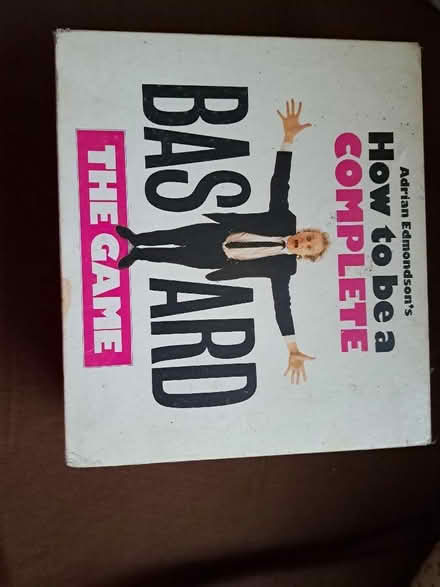 Adrian Edmondson's
How to be a
COMPLETE
BASTARD
THE GAME